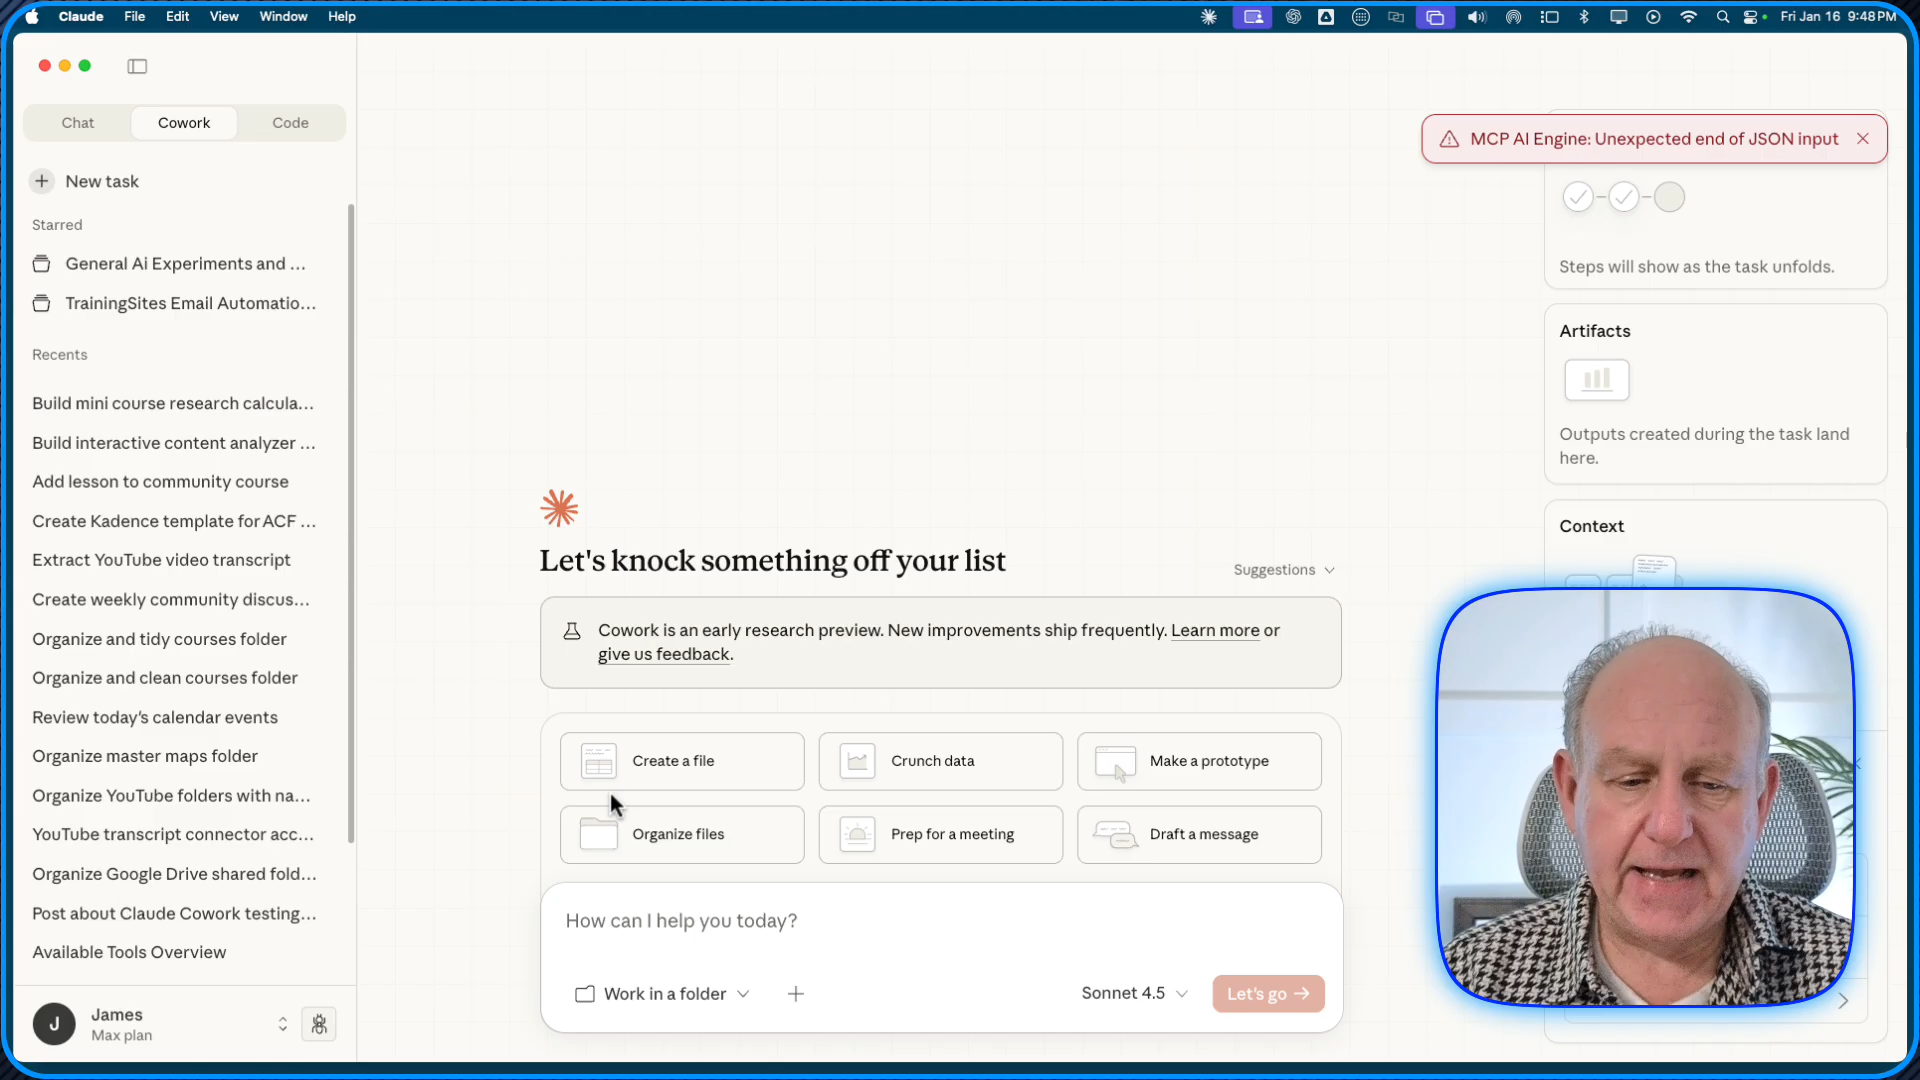 Claude File Edit View Window Help
Fri Jan 16 9:48 PM
Chat Cowork Code
New task
Starred
General Ai Experiments and ...
TrainingSites Email Automatio...
Recents
Build mini course research calcula...
Build interactive content analyzer ...
Add lesson to community course
Create Kadence template for ACF ...
Extract YouTube video transcript
Create weekly community discus...
Organize and tidy courses folder
Organize and clean courses folder
Review today's calendar events
Organize master maps folder
Organize YouTube folders with na...
YouTube transcript connector acc...
Organize Google Drive shared fold...
Post about Claude Cowork testing...
Available Tools Overview
J
James
Max plan
Let's knock something off your list
Suggestions
Cowork is an early research preview. New improvements ship frequently. Learn more or
give us feedback.
Create a file
Crunch data
Make a prototype
Organize files
Prep for a meeting
Draft a message
How can I help you today?
Work in a folder
Sonnet 4.5
Let's go →
MCP AI Engine: Unexpected end of JSON input
Steps will show as the task unfolds.
Artifacts
Outputs created during the task land
here.
Context